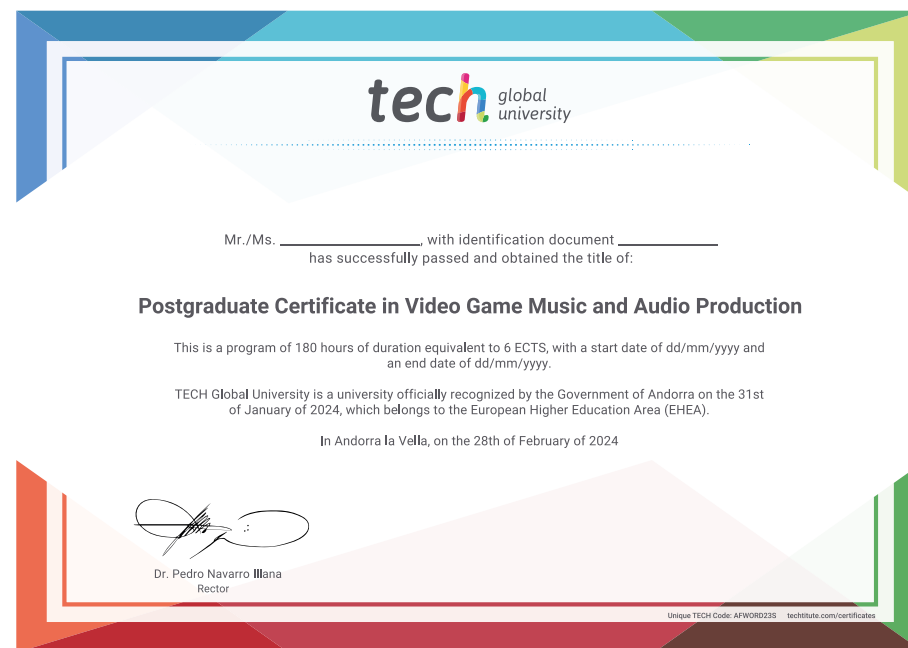 tech global university
Mr./Ms. ____________________, with identification document ______________
has successfully passed and obtained the title of:
Postgraduate Certificate in Video Game Music and Audio Production
This is a program of 180 hours of duration equivalent to 6 ECTS, with a start date of dd/mm/yyyy and
an end date of dd/mm/yyyy.
TECH Global University is a university officially recognized by the Government of Andorra on the 31st
of January of 2024, which belongs to the European Higher Education Area (EHEA).
In Andorra la Vella, on the 28th of February of 2024
Dr. Pedro Navarro Illana
Rector
Unique TECH Code: AFWORD23S techtitute.com/certificates